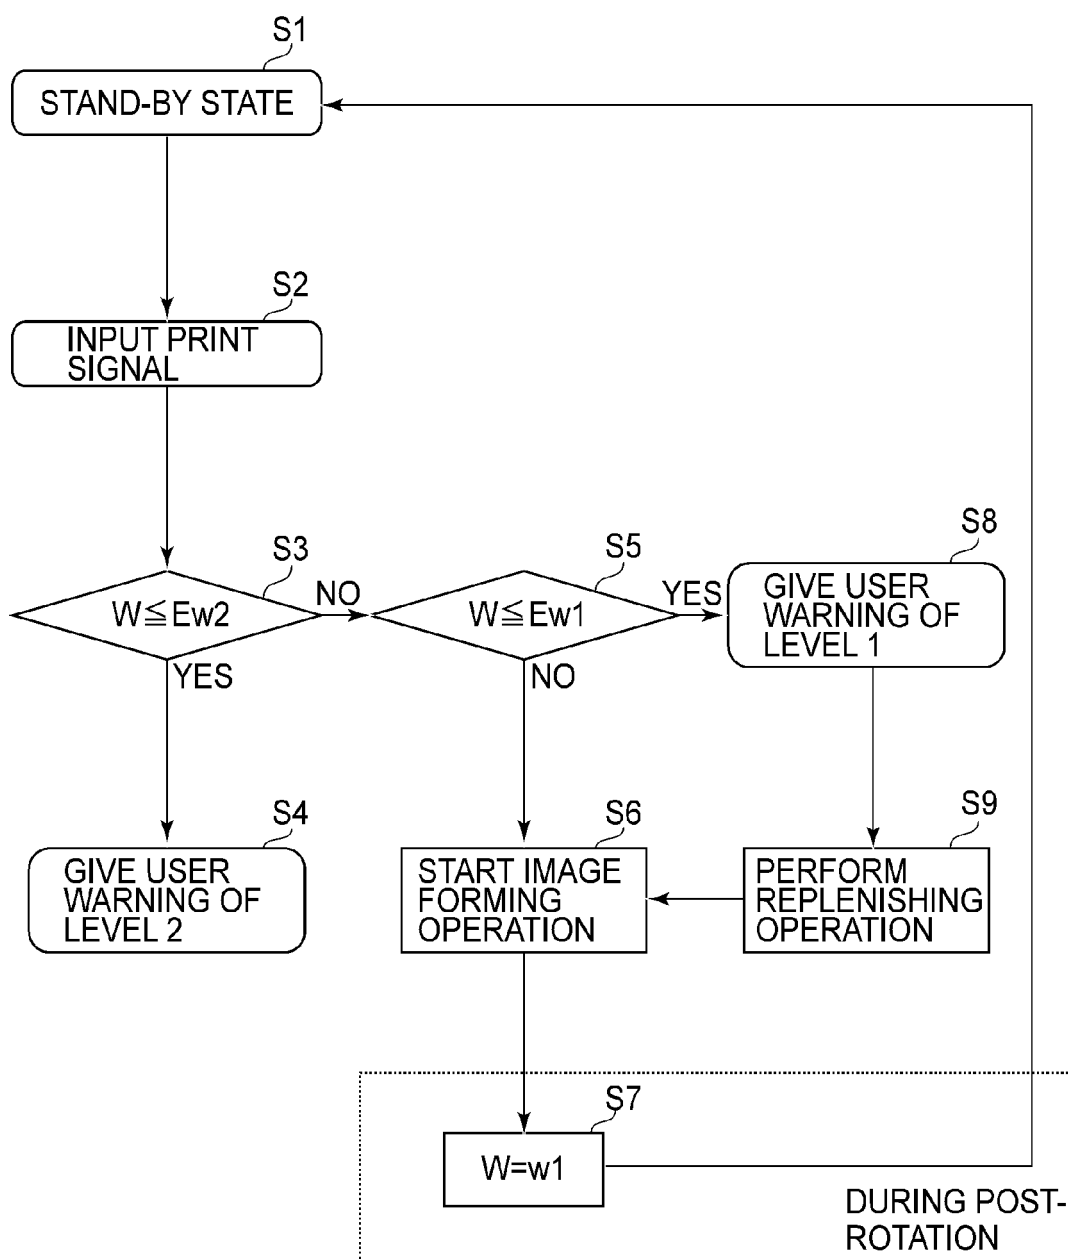 S1
STAND-BY STATE
S2
INPUT PRINT
SIGNAL
S3
W≦Ew2
NO
YES
S5
W≦Ew1
YES
NO
S8
GIVE USER
WARNING OF
LEVEL 1
S4
GIVE USER
WARNING OF
LEVEL 2
S6
START IMAGE
FORMING
OPERATION
S9
PERFORM
REPLENISHING
OPERATION
S7
W=w1
DURING POST-
ROTATION